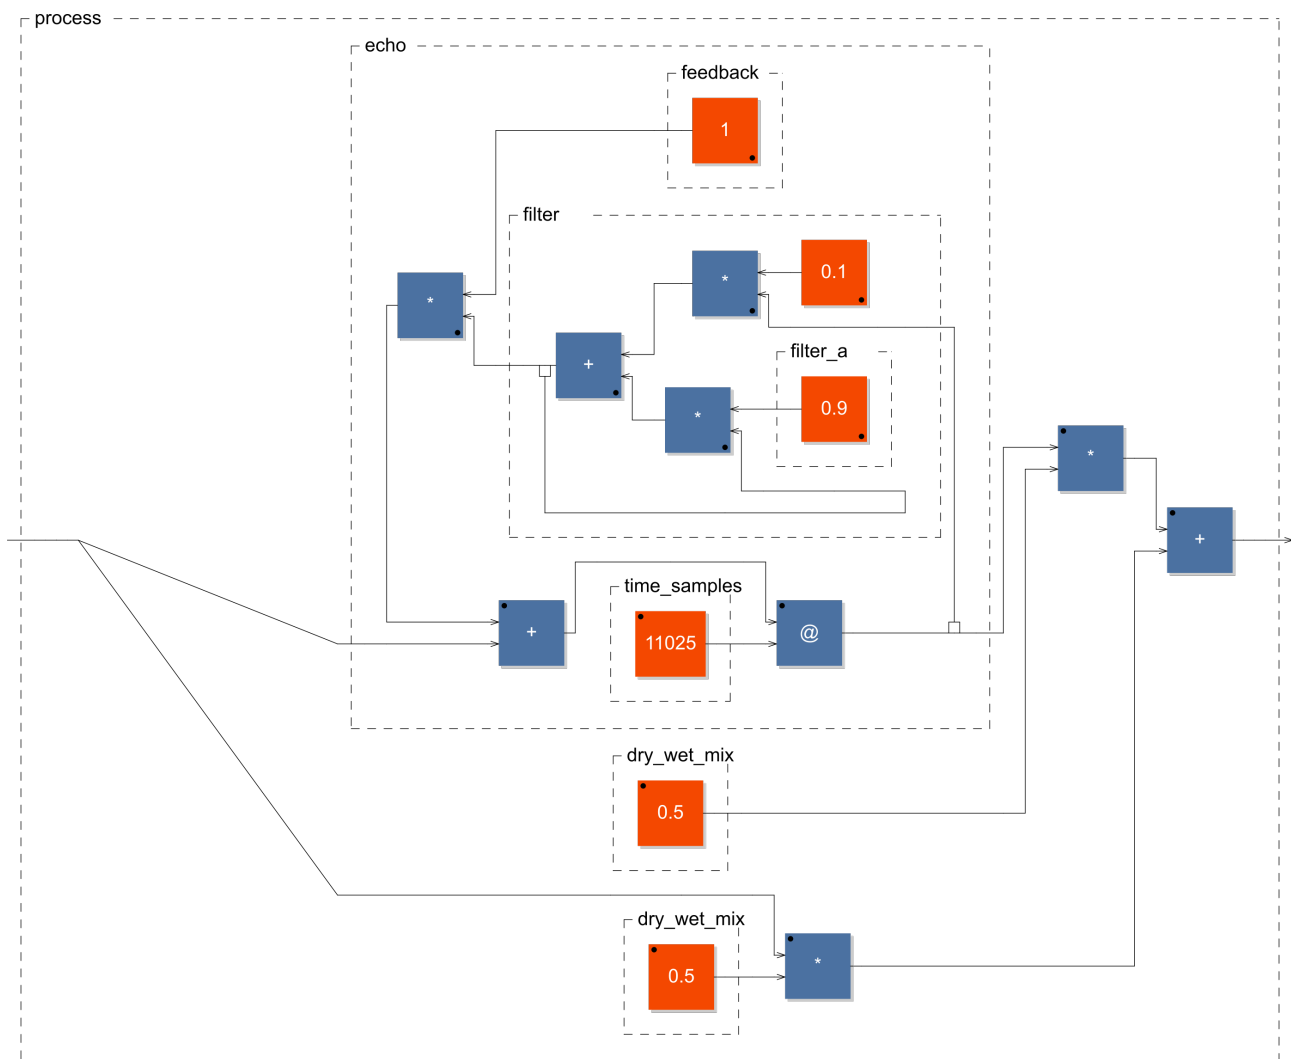 process
echo
feedback
1
filter
*
0.1
*
+
filter_a
0.9
*
*
+
time_samples
11025
+
@
dry_wet_mix
0.5
dry_wet_mix
0.5
*